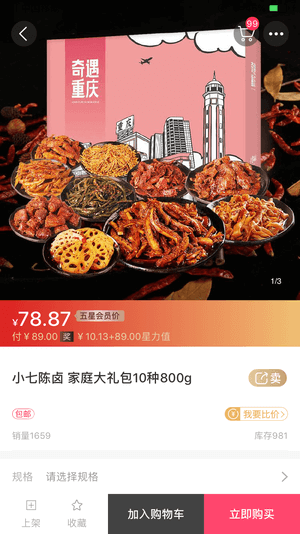 99
奇遇
重庆
1/3
¥78.87 五星会员价
付 ¥ 89.00 奖 ¥ 10.13+89.00星力值
小七陈卤 家庭大礼包10种800g
卖
包邮
我要比价>
销量1659
库存981
规格 请选择规格
上架
收藏
加入购物车
立即购买